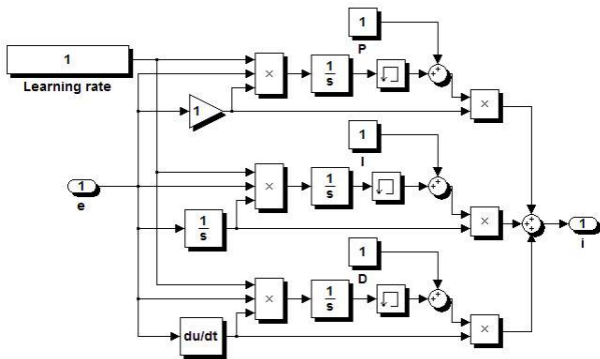 1
Learning rate
1
P
×
1
s
+
+
1
×
1
I
×
1
s
+
+
1
e
1
s
×
+
+
+
1
i
1
D
×
1
s
+
+
du/dt
×